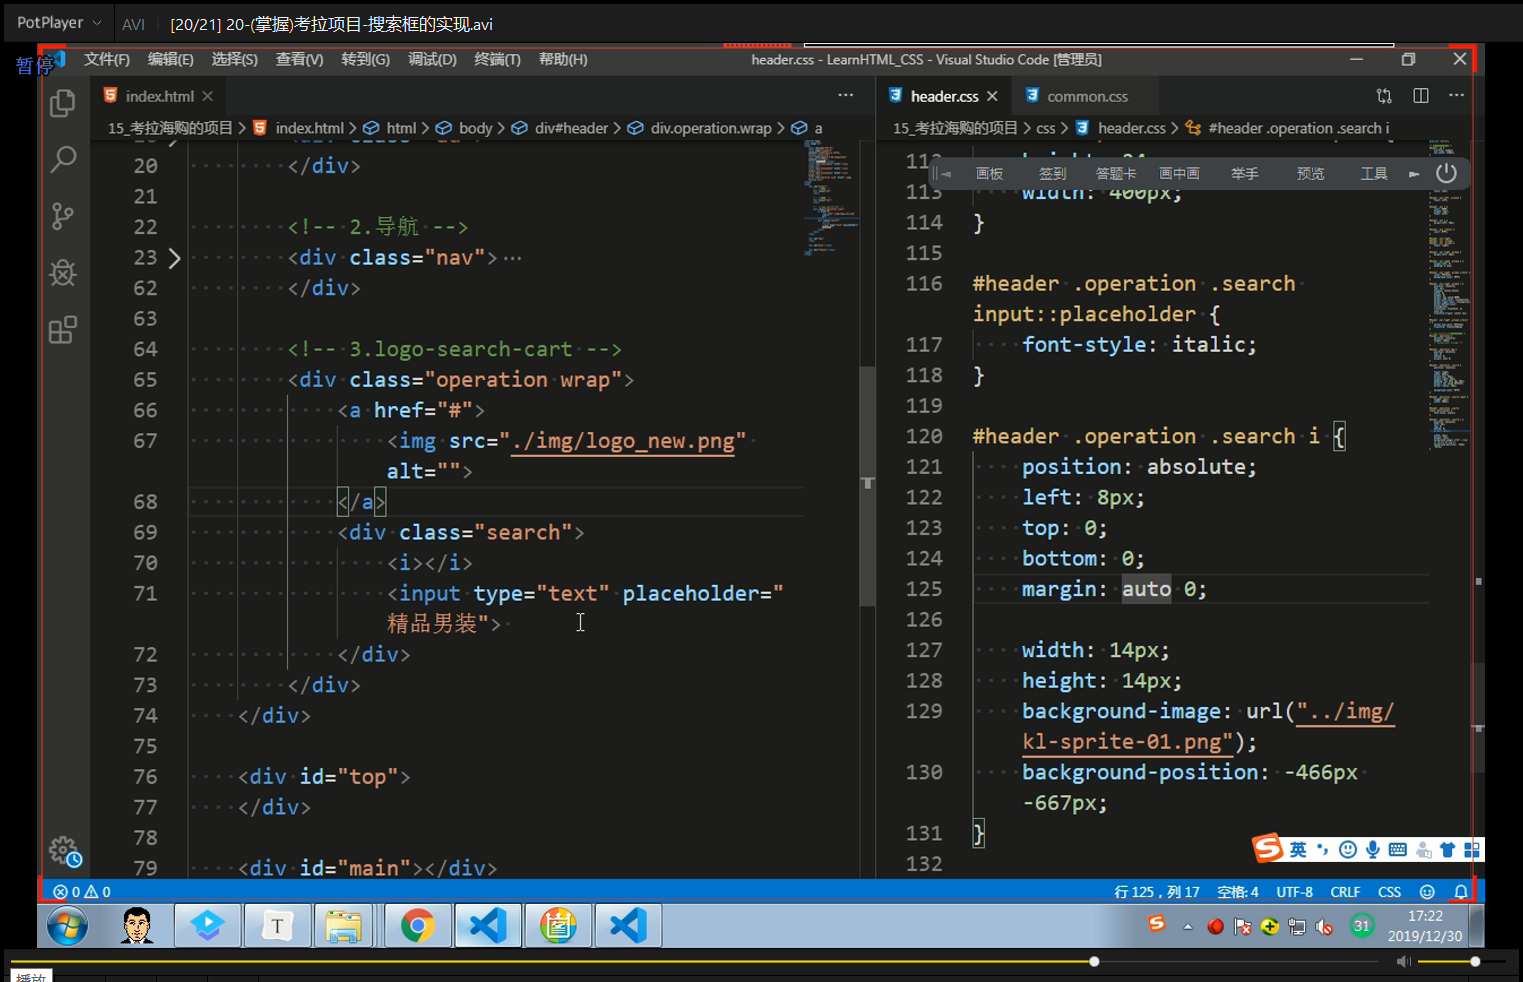 PotPlayer AVI [20/21] 20-(掌握)考拉项目-搜索框的实现.avi
暂停
文件(F) 编辑(E) 选择(S) 查看(V) 转到(G) 调试(D) 终端(T) 帮助(H) header.css - LearnHTML_CSS - Visual Studio Code [管理员]
index.html
header.css common.css
15_考拉海购的项目 > index.html > html > body > div#header > div.operation.wrap > a
15_考拉海购的项目 > css > header.css > #header .operation .search i
画板 签到 答题卡 画中画 举手 预览 工具
20 </div>
21
22 <!-- 2.导航 -->
23 <div class="nav">…
62 </div>
63
64 <!-- 3.logo-search-cart -->
65 <div class="operation wrap">
66 <a href="#">
67 <img src="./img/logo_new.png"
alt="">
68 </a>
69 <div class="search">
70 <i></i>
71 <input type="text" placeholder="
精品男装">
72 </div>
73 </div>
74 </div>
75
76 <div id="top">
77 </div>
78
79 <div id="main"></div>
113 width: 400px;
114 }
115
116 #header .operation .search
input::placeholder {
117 font-style: italic;
118 }
119
120 #header .operation .search i {
121 position: absolute;
122 left: 8px;
123 top: 0;
124 bottom: 0;
125 margin: auto 0;
126
127 width: 14px;
128 height: 14px;
129 background-image: url("../img/
kl-sprite-01.png");
130 background-position: -466px
-667px;
131 }
132
英
0 0
行 125，列 17 空格: 4 UTF-8 CRLF CSS
T
31
17:22
2019/12/30
播放